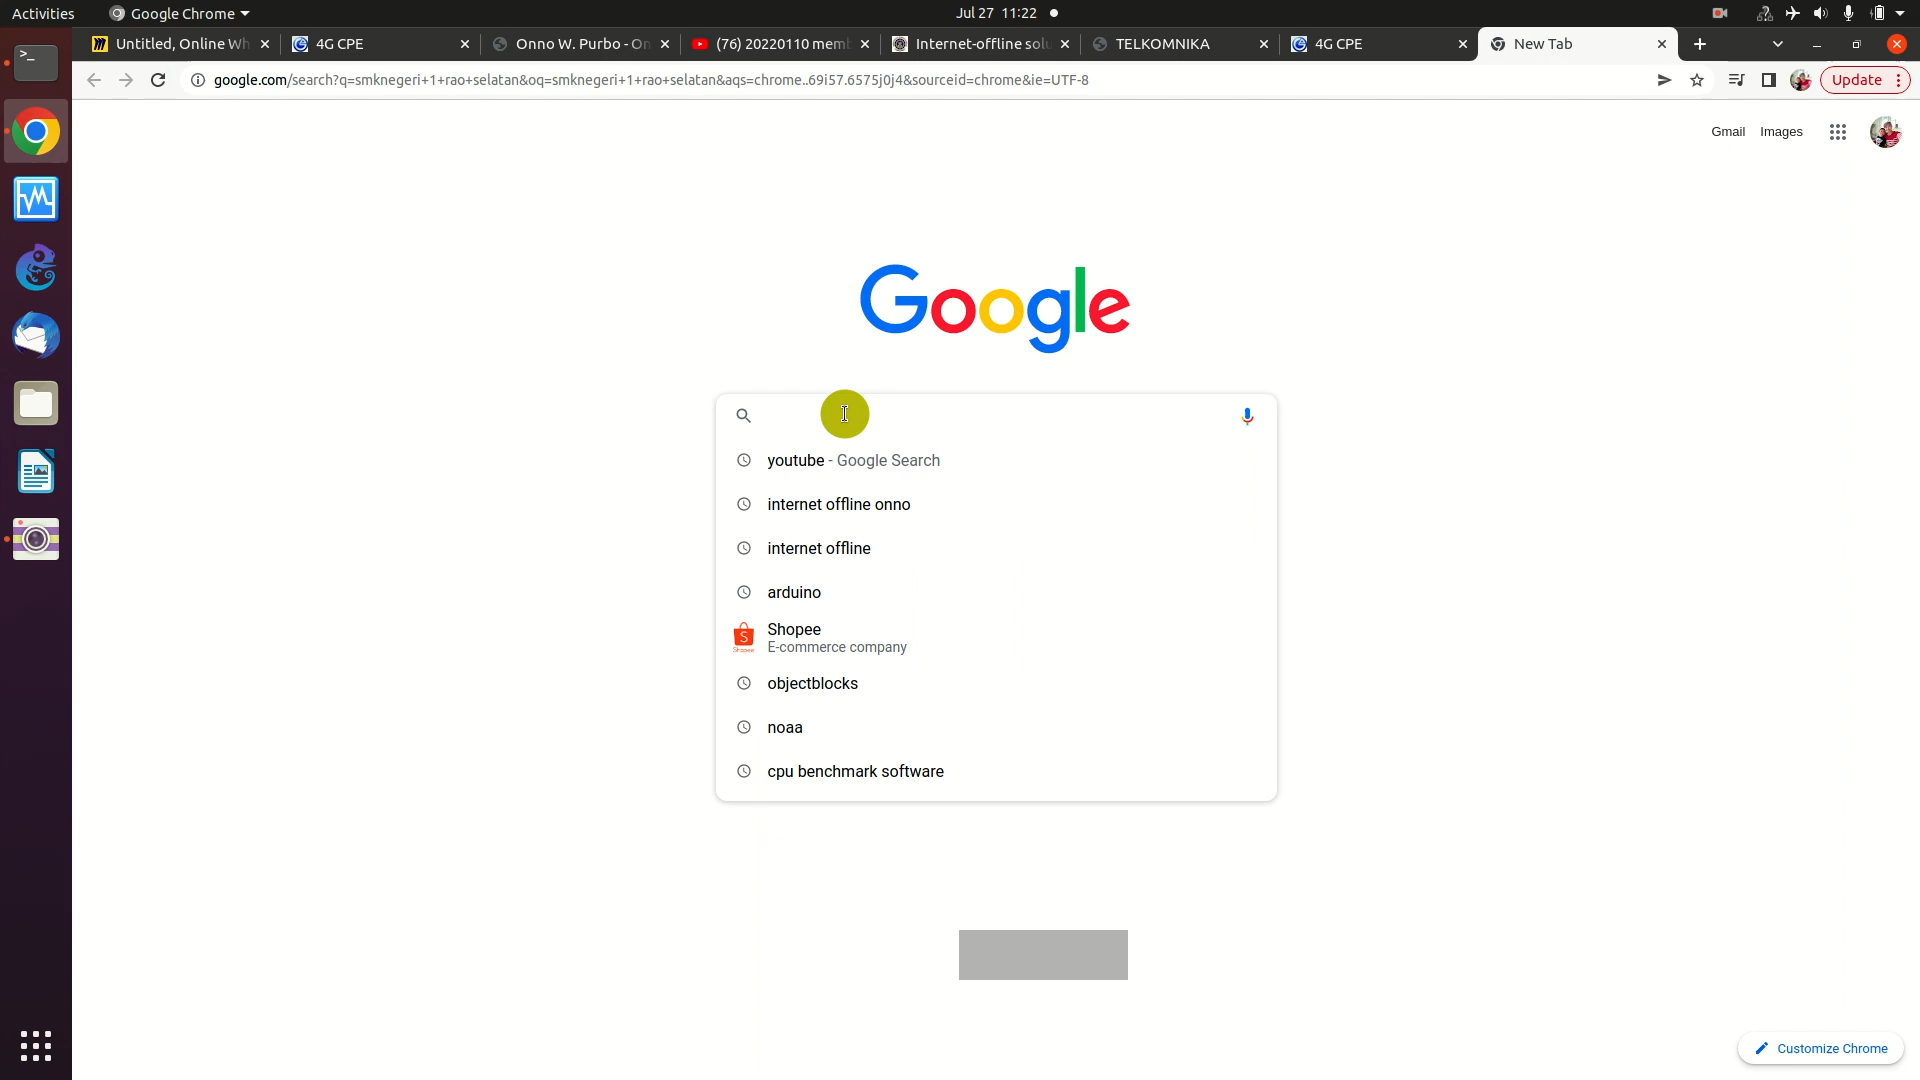 Activities
Google Chrome
Jul 27 11:22
Untitled, Online Wh
4G CPE
Onno W. Purbo - On
(76) 20220110 memb
Internet-offline solu
TELKOMNIKA
4G CPE
New Tab
google.com/search?q=smknegeri+1+rao+selatan&oq=smknegeri+1+rao+selatan&aqs=chrome..69i57.6575j0j4&sourceid=chrome&ie=UTF-8
Update
Gmail
Images
Google
youtube - Google Search
internet offline onno
internet offline
arduino
Shopee
E-commerce company
objectblocks
noaa
cpu benchmark software
Customize Chrome